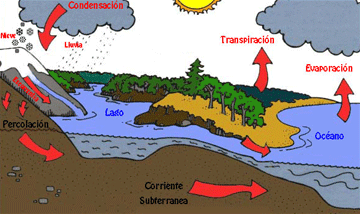 Condensación
Nieve
Lluvia
Transpiración
Evaporación
Percolación
Lago
Océano
Corriente
Subterranea